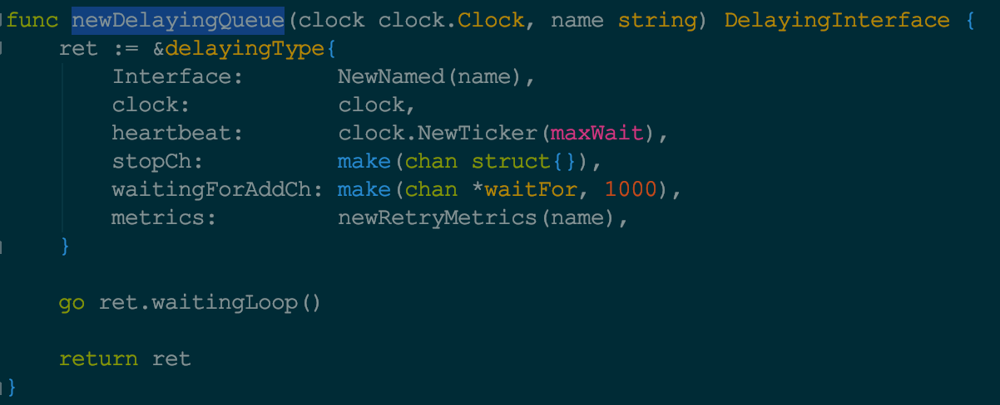 func newDelayingQueue(clock clock.Clock, name string) DelayingInterface {
    ret := &delayingType{
        Interface:       NewNamed(name),
        clock:           clock,
        heartbeat:       clock.NewTicker(maxWait),
        stopCh:          make(chan struct{}),
        waitingForAddCh: make(chan *waitFor, 1000),
        metrics:         newRetryMetrics(name),
    }

    go ret.waitingLoop()

    return ret
}